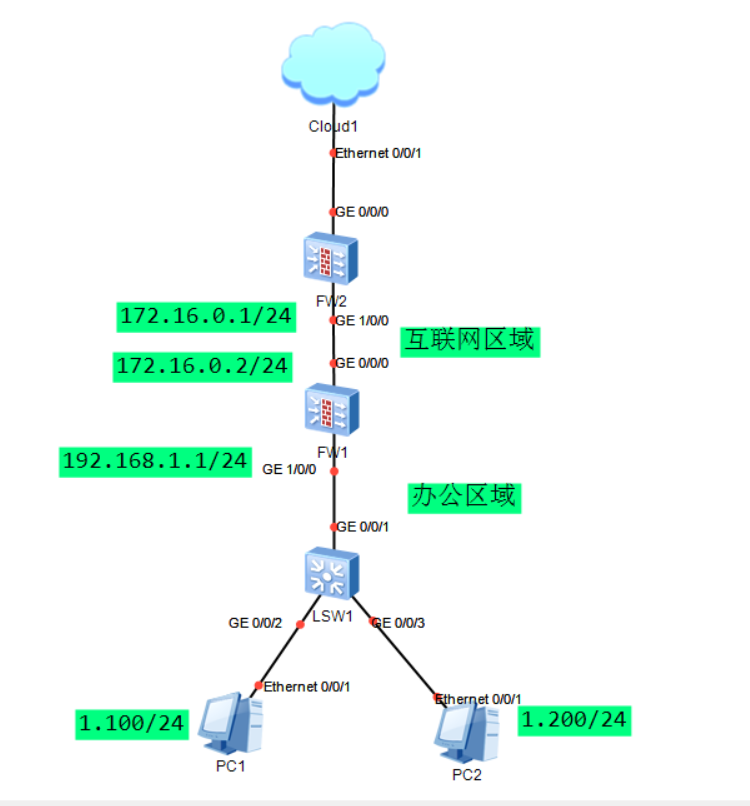 Cloud1
Ethernet 0/0/1
GE 0/0/0
FW2
172.16.0.1/24
GE 1/0/0
互联网区域
172.16.0.2/24
GE 0/0/0
FW1
192.168.1.1/24
GE 1/0/0
办公区域
GE 0/0/1
LSW1
GE 0/0/2
GE 0/0/3
Ethernet 0/0/1
Ethernet 0/0/1
1.100/24
1.200/24
PC1
PC2